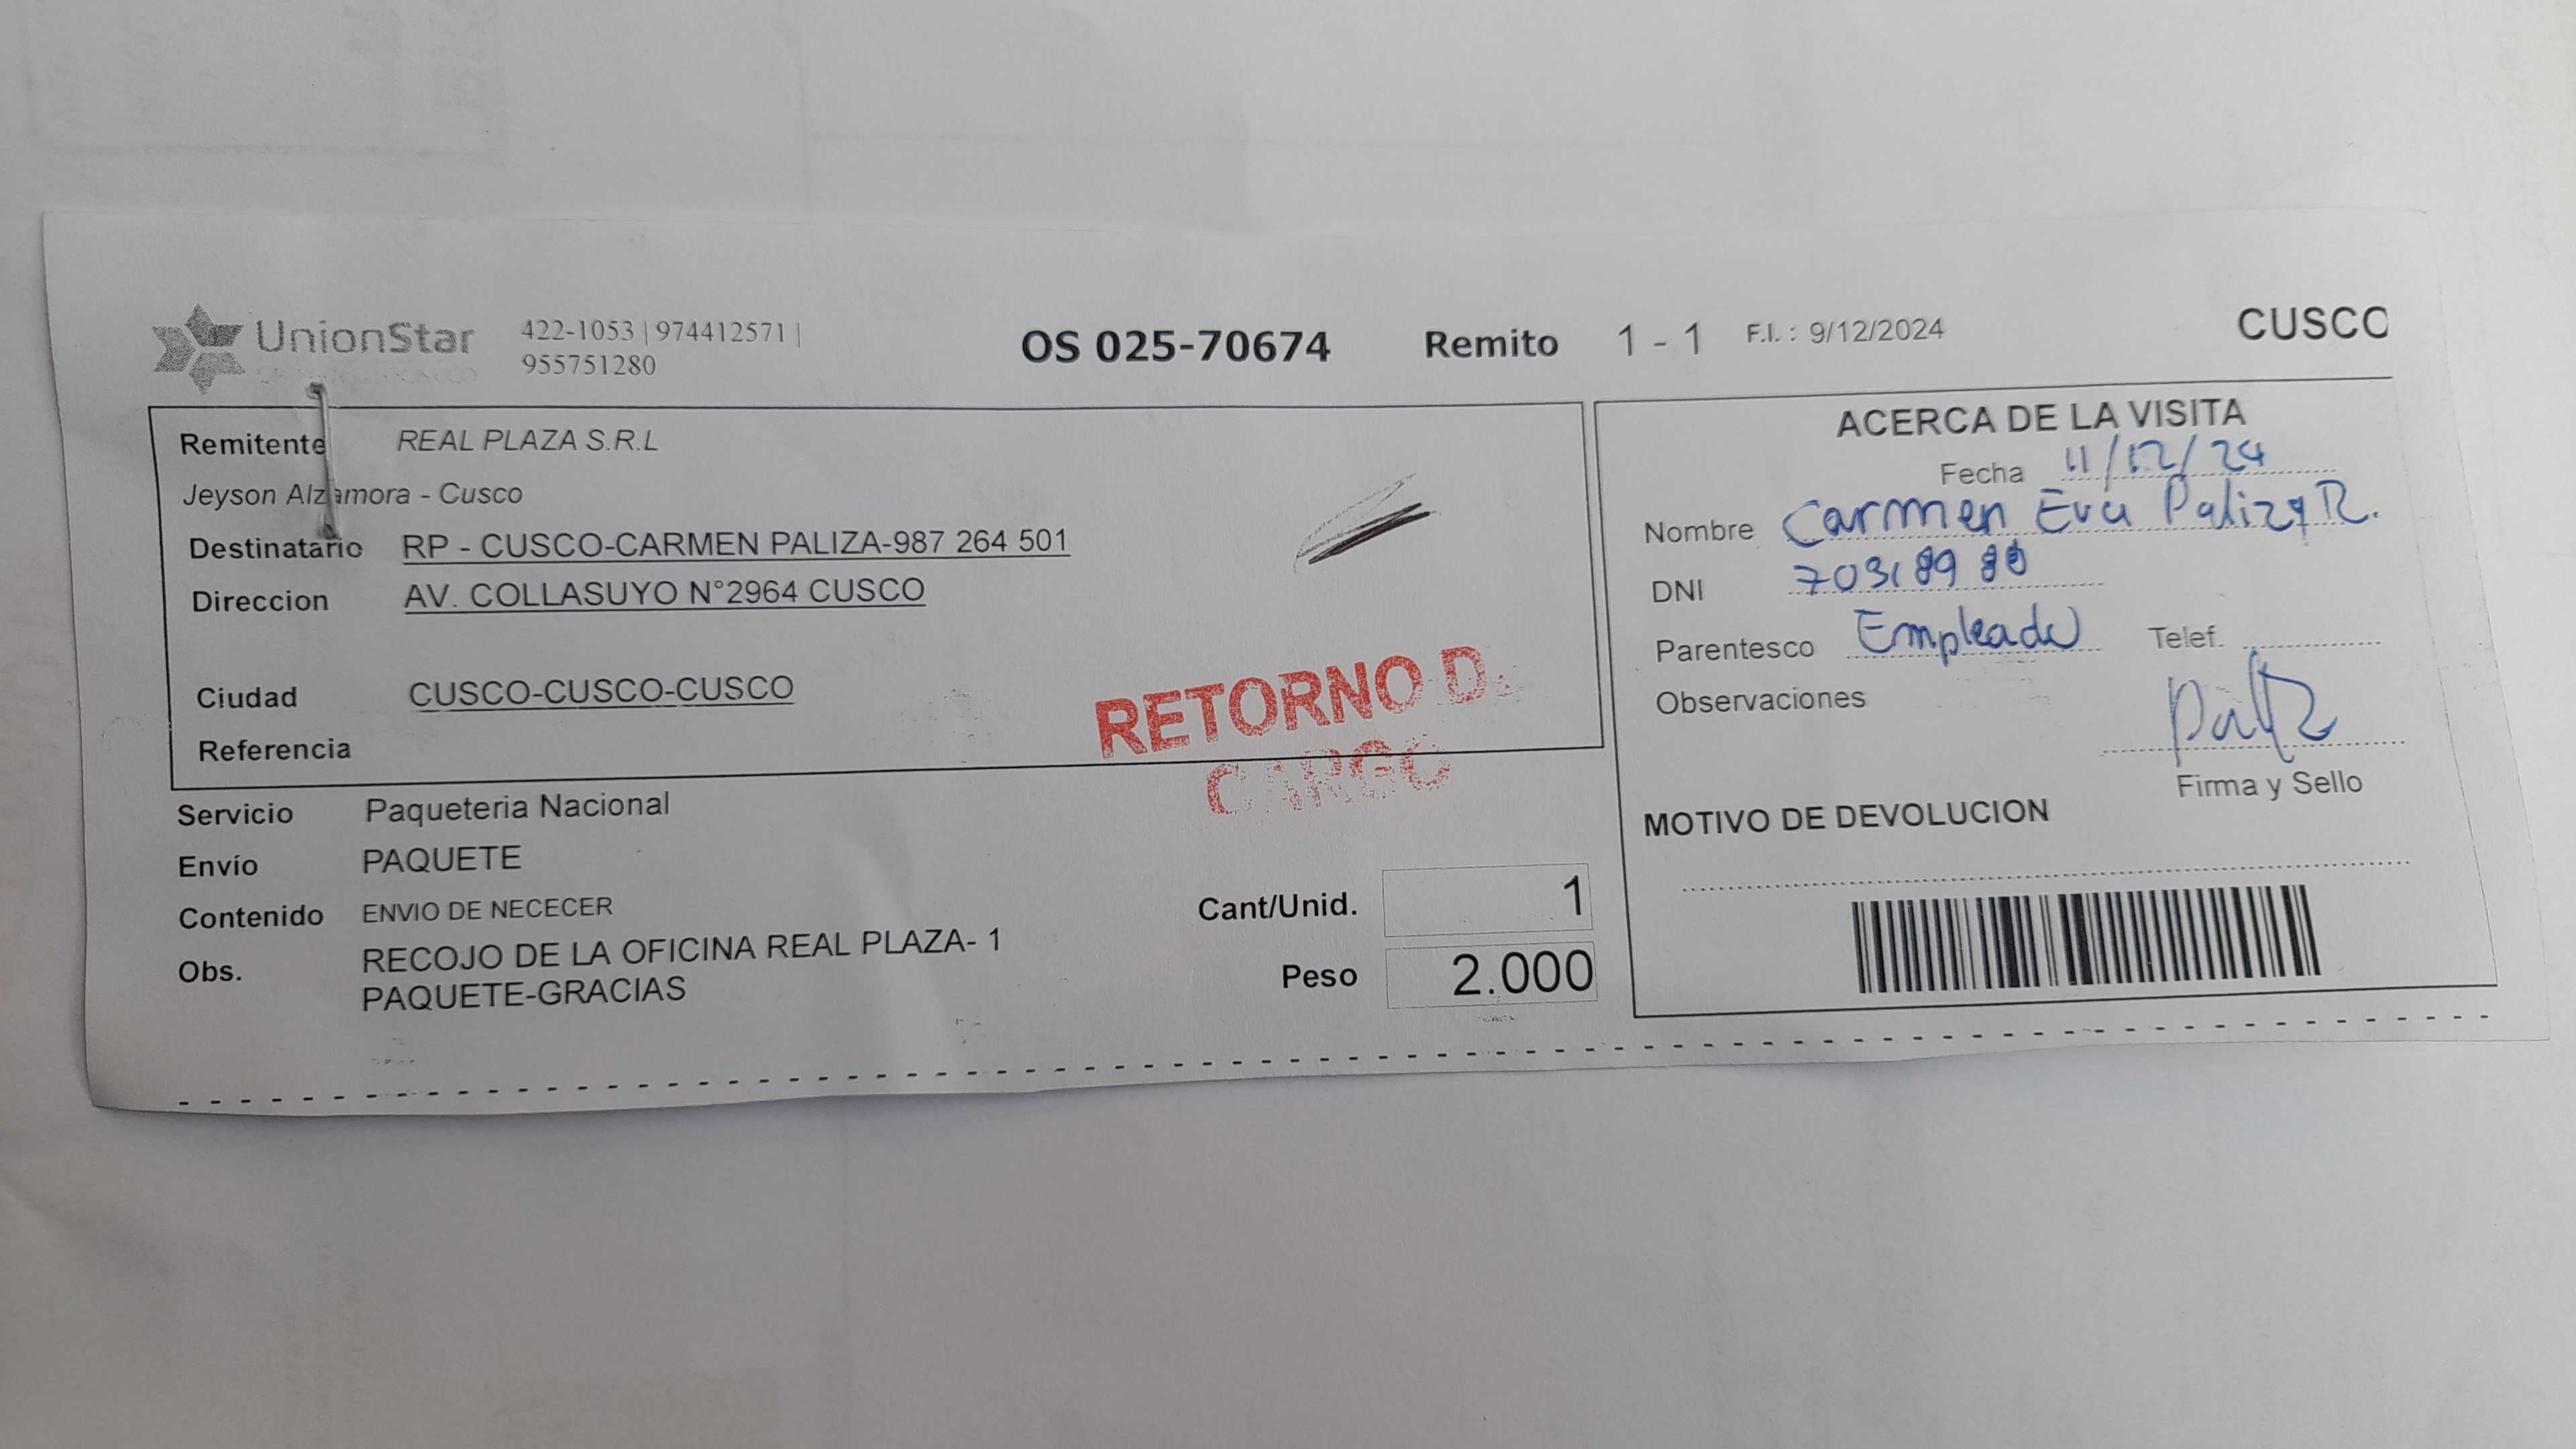 UnionStar
422-1053 | 974412571 |
955751280
OS 025-70674 Remito 1 - 1 F.I. : 9/12/2024
CUSCO
Remitente REAL PLAZA S.R.L
Jeyson Alzamora - Cusco
Destinatario RP - CUSCO-CARMEN PALIZA-987 264 501
Direccion AV. COLLASUYO N°2964 CUSCO
Ciudad CUSCO-CUSCO-CUSCO
Referencia
RETORNO D.
CARGO
Servicio Paqueteria Nacional
Envío PAQUETE
Contenido ENVIO DE NECECER
Obs. RECOJO DE LA OFICINA REAL PLAZA- 1
PAQUETE-GRACIAS
Cant/Unid. 1
Peso 2.000
ACERCA DE LA VISITA
Fecha 11/12/24
Nombre Carmen Eva Paliza R.
DNI
Parentesco Empleado Telef.
Observaciones
Firma y Sello
MOTIVO DE DEVOLUCION